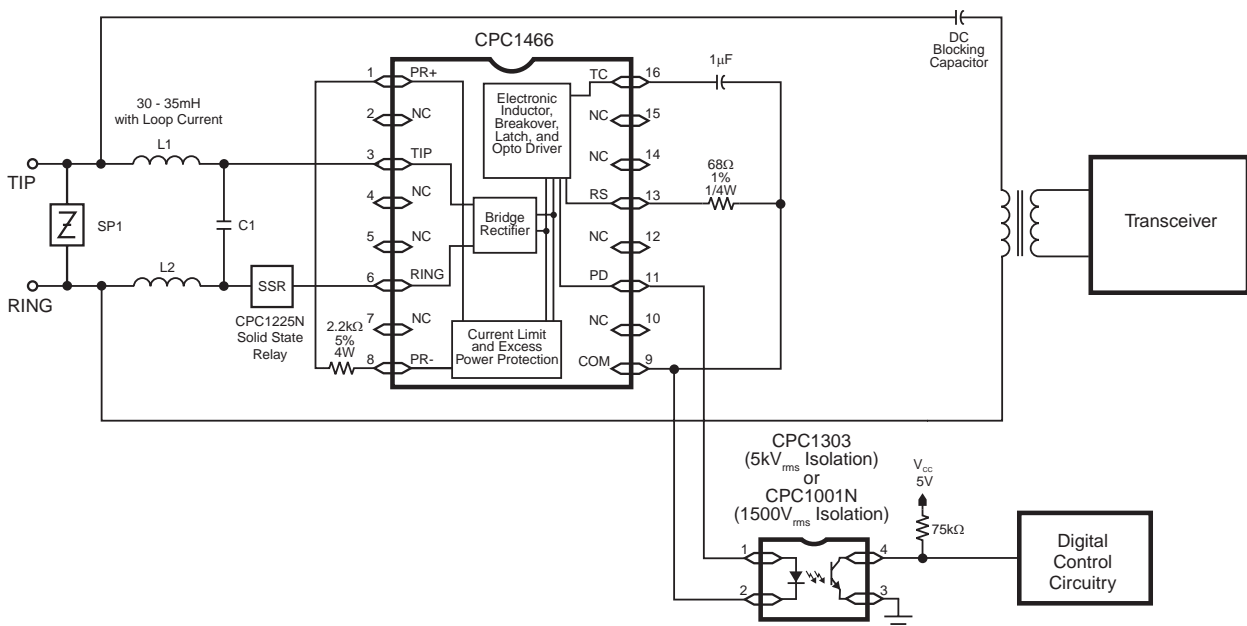 CPC1466
DC
Blocking
Capacitor
30 - 35mH
with Loop Current
L1
TIP
SP1
C1
RING
L2
SSR
CPC1225N
Solid State
Relay
2.2kΩ
5%
4W
1
PR+
2
NC
3
TIP
4
NC
5
NC
6
RING
7
NC
8
PR-
Electronic
Inductor,
Breakover,
Latch, and
Opto Driver
Bridge
Rectifier
Current Limit
and Excess
Power Protection
TC
16
NC
15
NC
14
RS
13
NC
12
PD
11
NC
10
COM
9
1µF
68Ω
1%
1/4W
Transceiver
CPC1303
(5kVrms Isolation)
or
CPC1001N
(1500Vrms Isolation)
1
2
4
3
Vcc
5V
75kΩ
Digital
Control
Circuitry